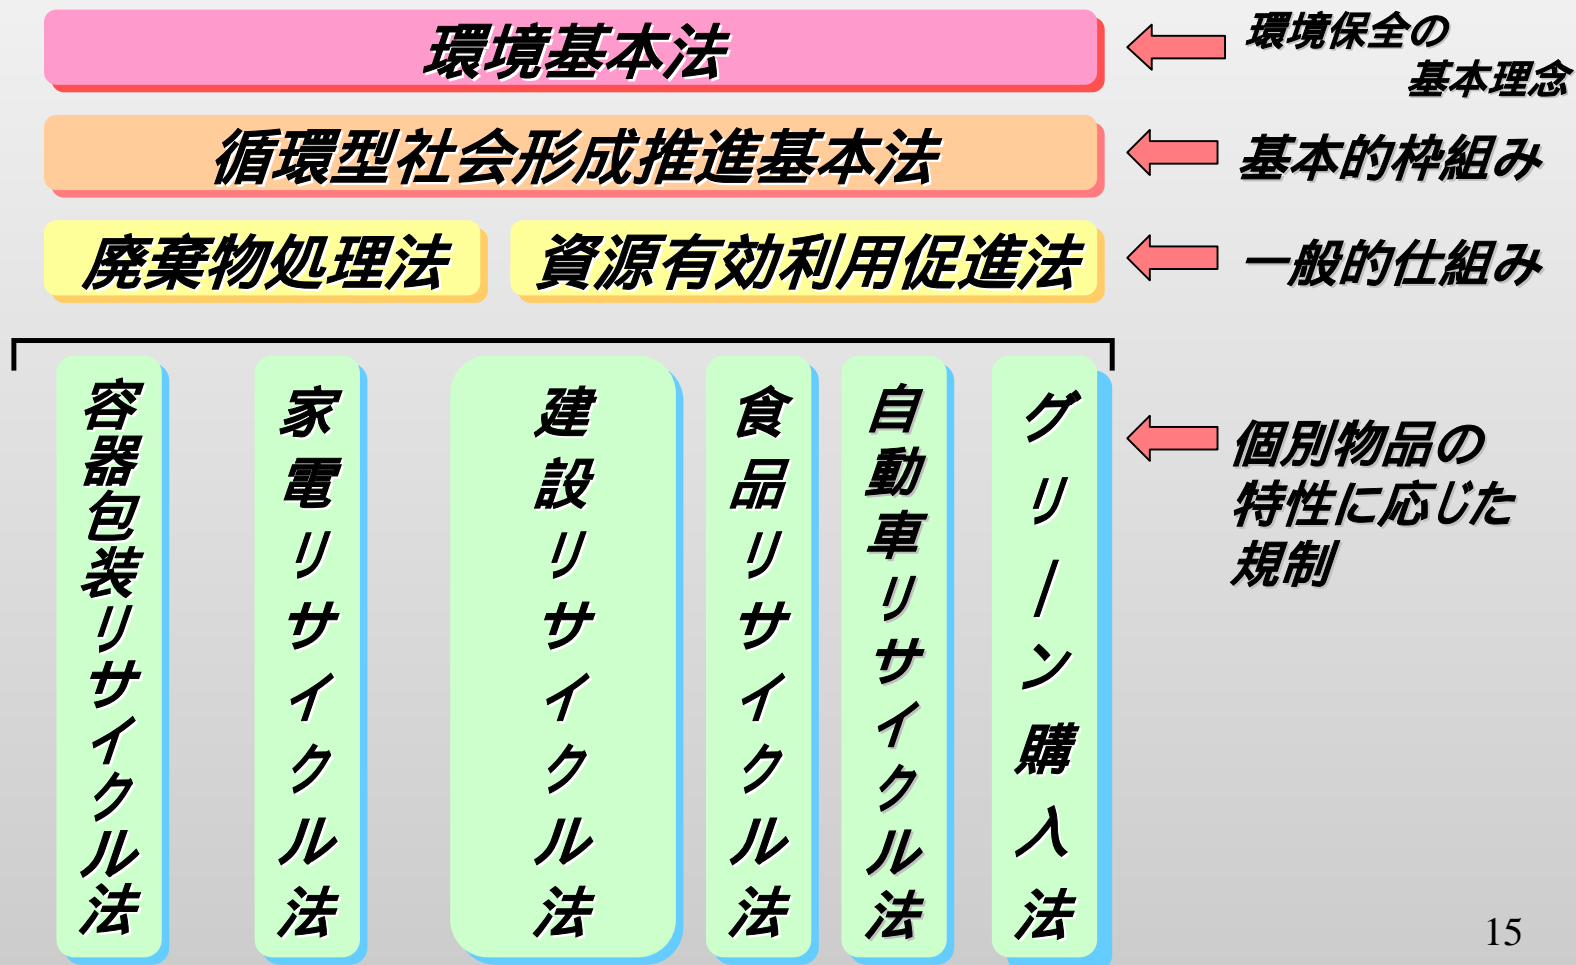 環境基本法
環境保全の
基本理念
循環型社会形成推進基本法
基本的枠組み
廃棄物処理法
資源有効利用促進法
一般的仕組み
容器包装リサイクル法
家電リサイクル法
建設リサイクル法
食品リサイクル法
自動車リサイクル法
グリーン購入法
個別物品の
特性に応じた
規制
15